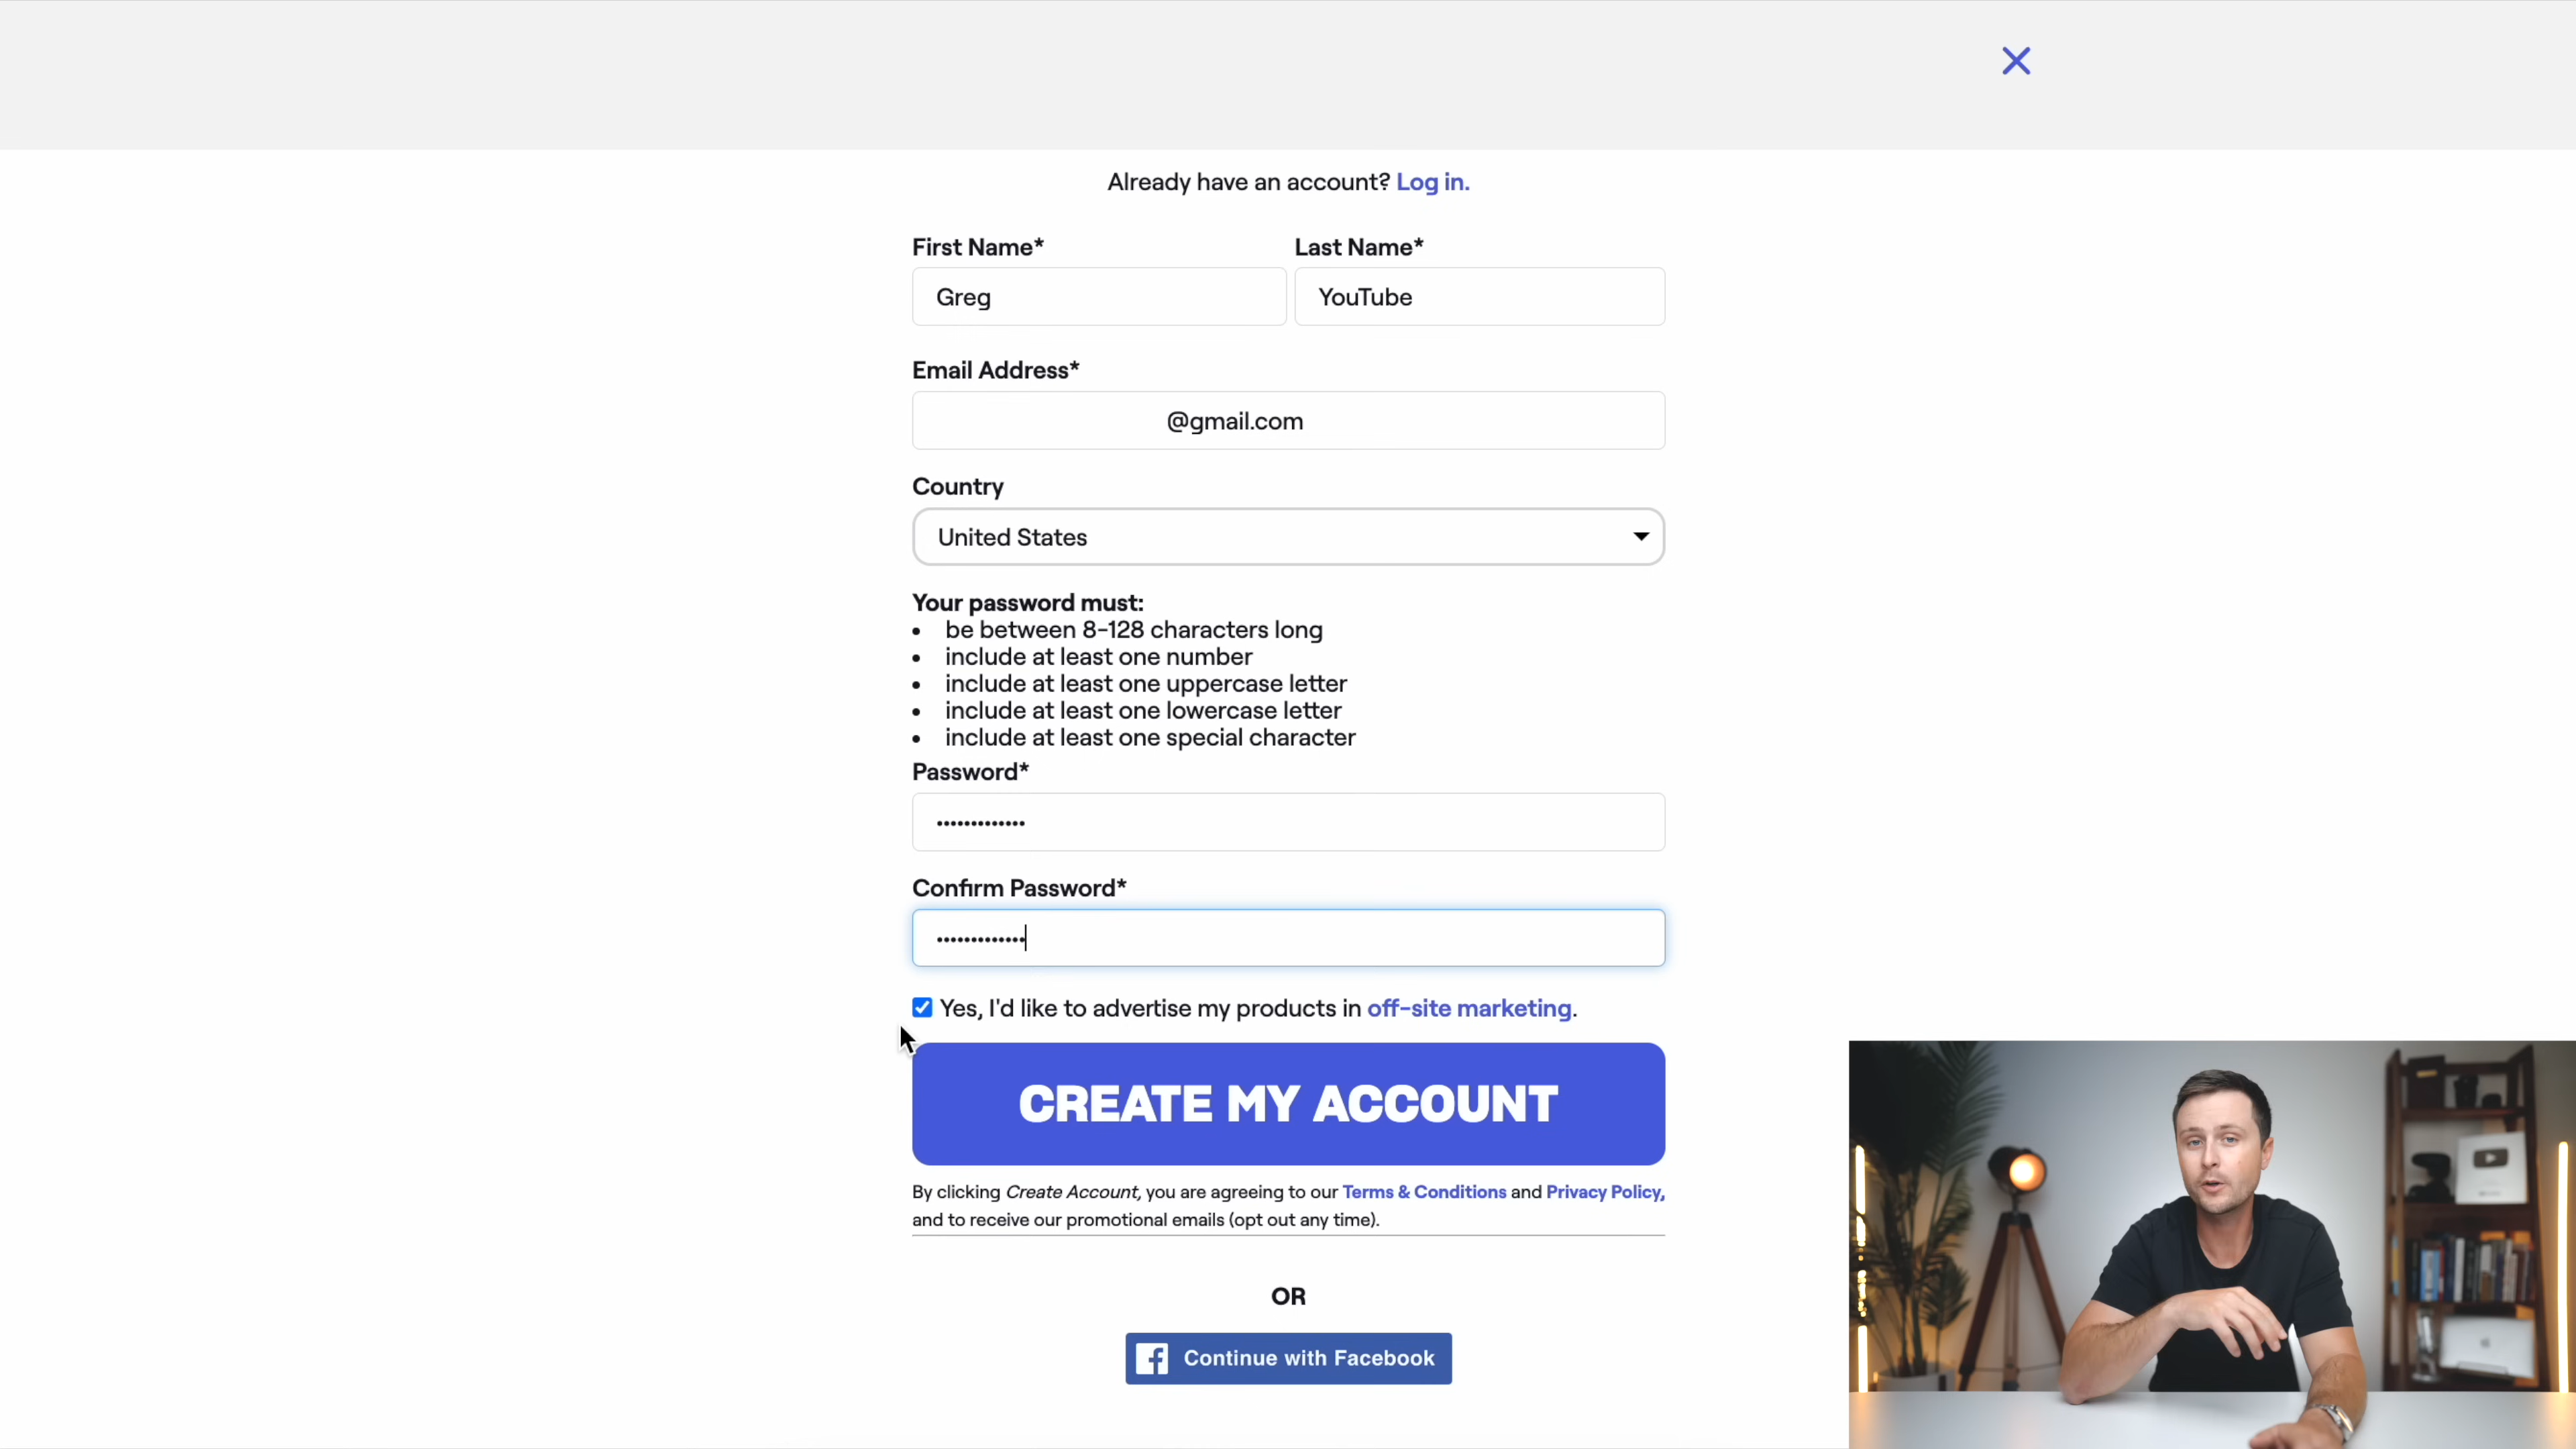 Already have an account? Log in.
First Name* Last Name*
Greg YouTube
Email Address*
@gmail.com
Country
United States
Your password must:
• be between 8-128 characters long
• include at least one number
• include at least one uppercase letter
• include at least one lowercase letter
• include at least one special character
Password*
•••••••••••••
Confirm Password*
•••••••••••••
Yes, I'd like to advertise my products in off-site marketing.
CREATE MY ACCOUNT
By clicking Create Account, you are agreeing to our Terms & Conditions and Privacy Policy,
and to receive our promotional emails (opt out any time).
OR
Continue with Facebook